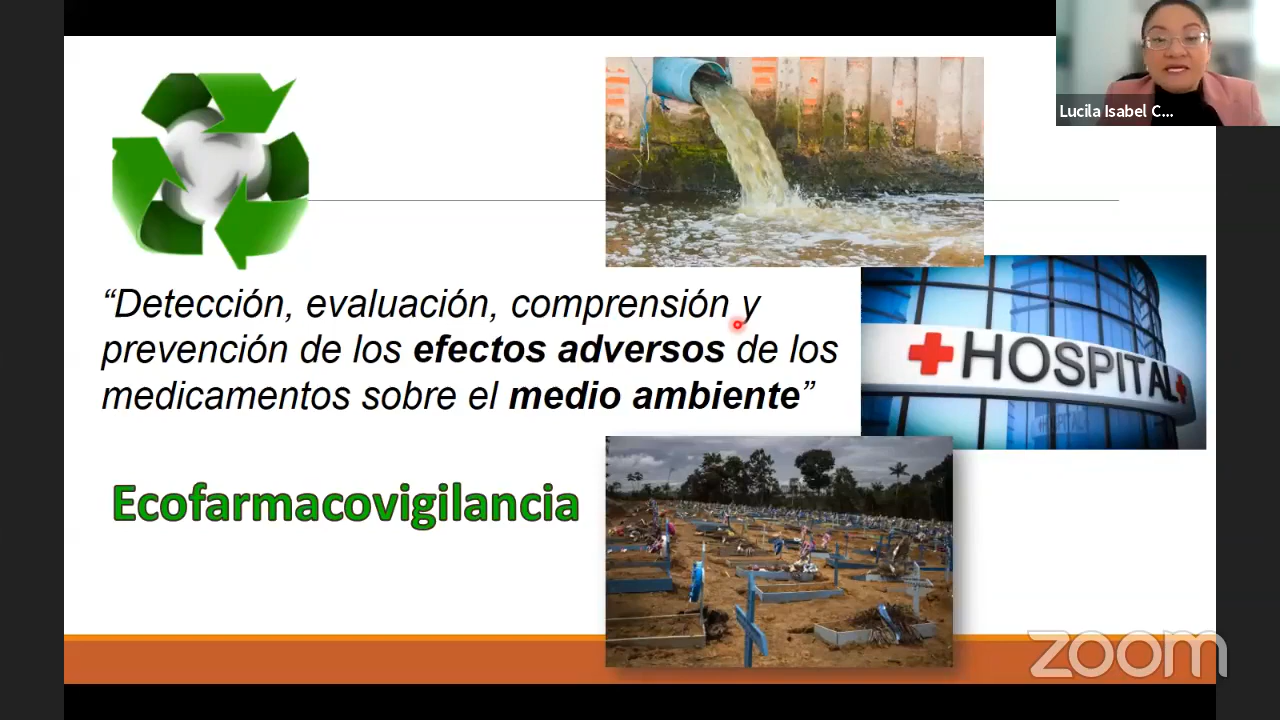 Lucila Isabel C...
HOSPITAL
“Detección, evaluación, comprensión y
prevención de los efectos adversos de los
medicamentos sobre el medio ambiente”
Ecofarmacovigilancia
zoom